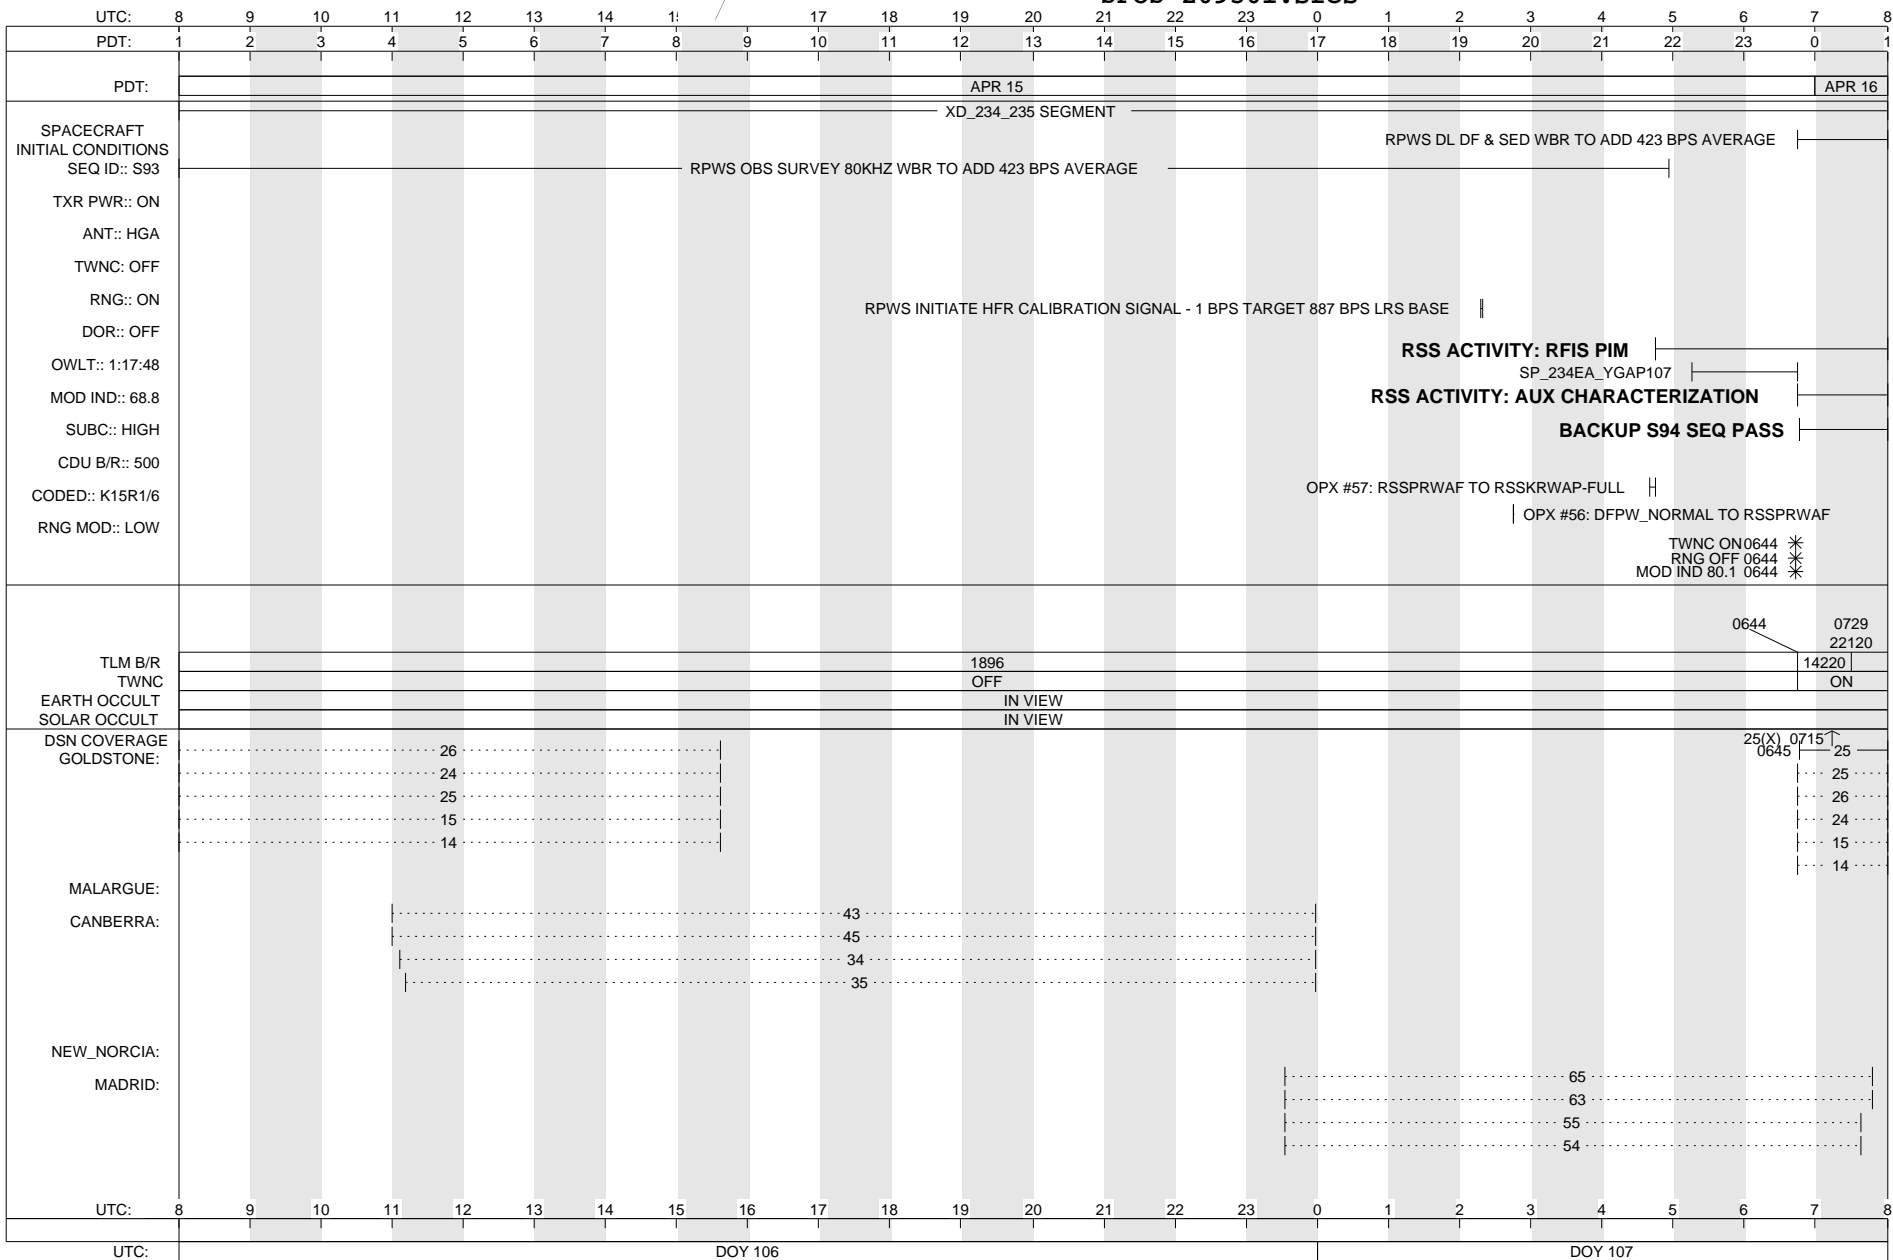 UTC: 8 9 10 11 12 13 14 17 18 19 20 21 22 23 0 1 2 3 4 5 6 7 8
PDT: 1 2 3 4 5 6 7 8 9 10 11 12 13 14 15 16 17 18 19 20 21 22 23 0 1
PDT: APR 15 APR 16
XD_234_235 SEGMENT
SPACECRAFT
INITIAL CONDITIONS
RPWS DL DF & SED WBR TO ADD 423 BPS AVERAGE
SEQ ID:: S93
RPWS OBS SURVEY 80KHZ WBR TO ADD 423 BPS AVERAGE
TXR PWR:: ON
ANT:: HGA
TWNC: OFF
RNG:: ON
RPWS INITIATE HFR CALIBRATION SIGNAL - 1 BPS TARGET 887 BPS LRS BASE
DOR:: OFF
RSS ACTIVITY: RFIS PIM
OWLT:: 1:17:48
SP_234EA_YGAP107
MOD IND:: 68.8
RSS ACTIVITY: AUX CHARACTERIZATION
SUBC:: HIGH
BACKUP S94 SEQ PASS
CDU B/R:: 500
CODED:: K15R1/6
OPX #57: RSSPRWAF TO RSSKRWAP-FULL
RNG MOD:: LOW
OPX #56: DFPW_NORMAL TO RSSPRWAF
TWNC ON 0644
RNG OFF 0644
MOD IND 80.1 0644
0644 0729
22120
TLM B/R 1896 14220
TWNC OFF ON
EARTH OCCULT IN VIEW
SOLAR OCCULT IN VIEW
DSN COVERAGE
25(X) 0715
GOLDSTONE:
26 0645 25
24 25
25 26
15 24
14 15
14
MALARGUE:
CANBERRA:
43
45
34
35
NEW_NORCIA:
MADRID:
65
63
55
54
UTC: 8 9 10 11 12 13 14 15 16 17 18 19 20 21 22 23 0 1 2 3 4 5 6 7 8
UTC: DOY 106 DOY 107